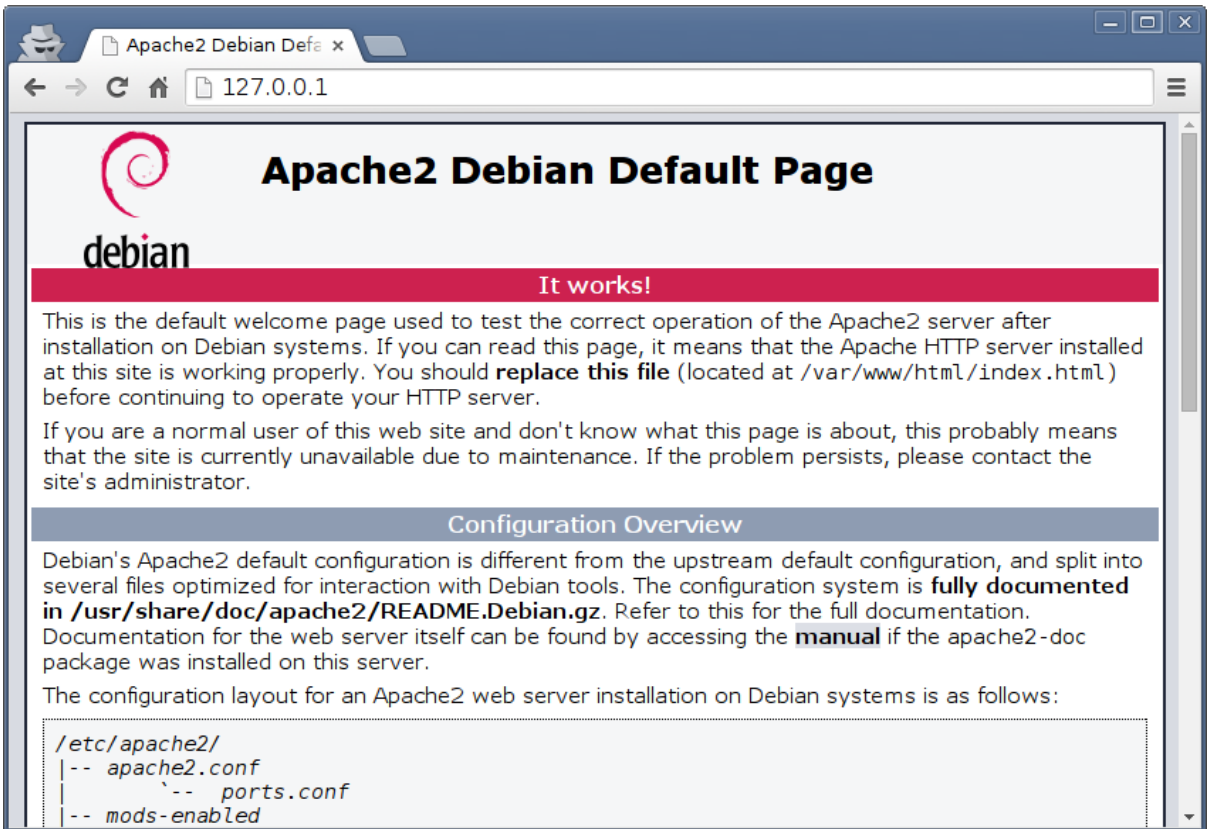 Apache2 Debian Defa
127.0.0.1
debian
Apache2 Debian Default Page
It works!
This is the default welcome page used to test the correct operation of the Apache2 server after
installation on Debian systems. If you can read this page, it means that the Apache HTTP server installed
at this site is working properly. You should replace this file (located at /var/www/html/index.html)
before continuing to operate your HTTP server.
If you are a normal user of this web site and don't know what this page is about, this probably means
that the site is currently unavailable due to maintenance. If the problem persists, please contact the
site's administrator.
Configuration Overview
Debian's Apache2 default configuration is different from the upstream default configuration, and split into
several files optimized for interaction with Debian tools. The configuration system is fully documented
in /usr/share/doc/apache2/README.Debian.gz. Refer to this for the full documentation.
Documentation for the web server itself can be found by accessing the manual if the apache2-doc
package was installed on this server.
The configuration layout for an Apache2 web server installation on Debian systems is as follows:
/etc/apache2/
|-- apache2.conf
|       `--  ports.conf
|-- mods-enabled